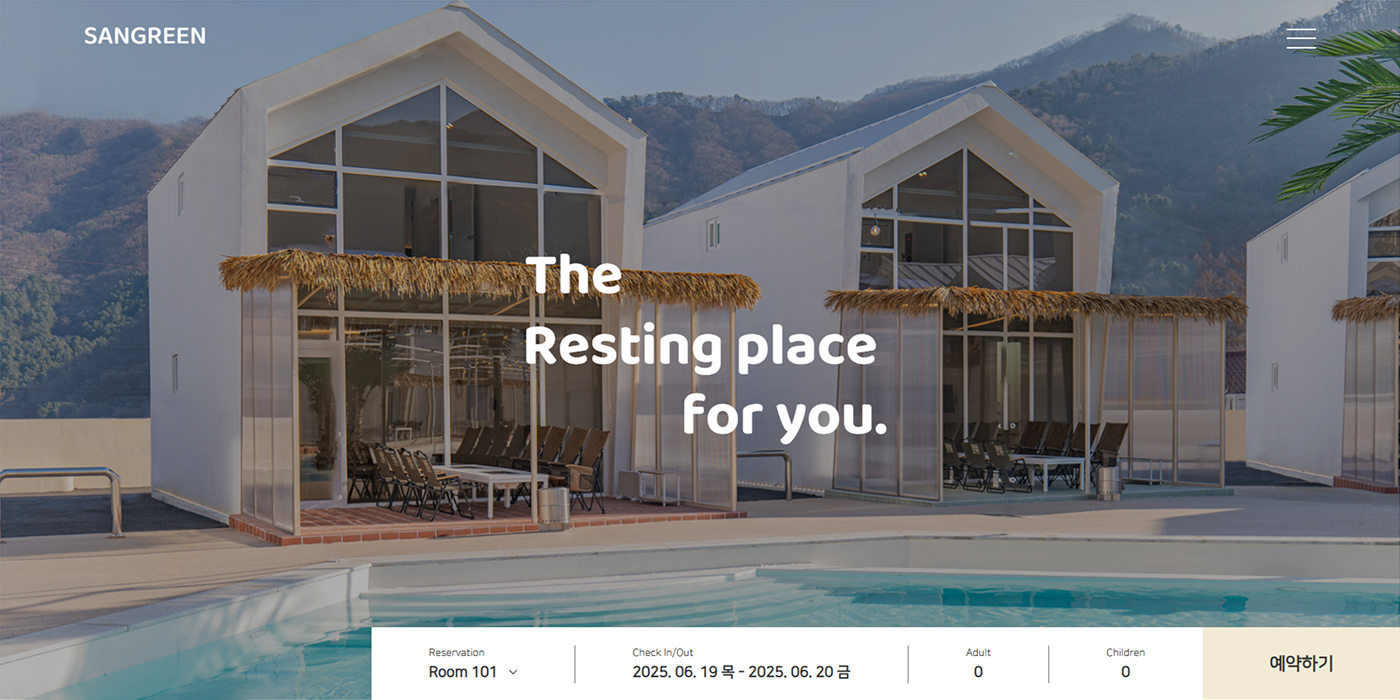 SANGREEN
The
Resting place
for you.
Reservation
Room 101
Check In/Out
2025. 06. 19 목 - 2025. 06. 20 금
Adult
0
Children
0
예약하기